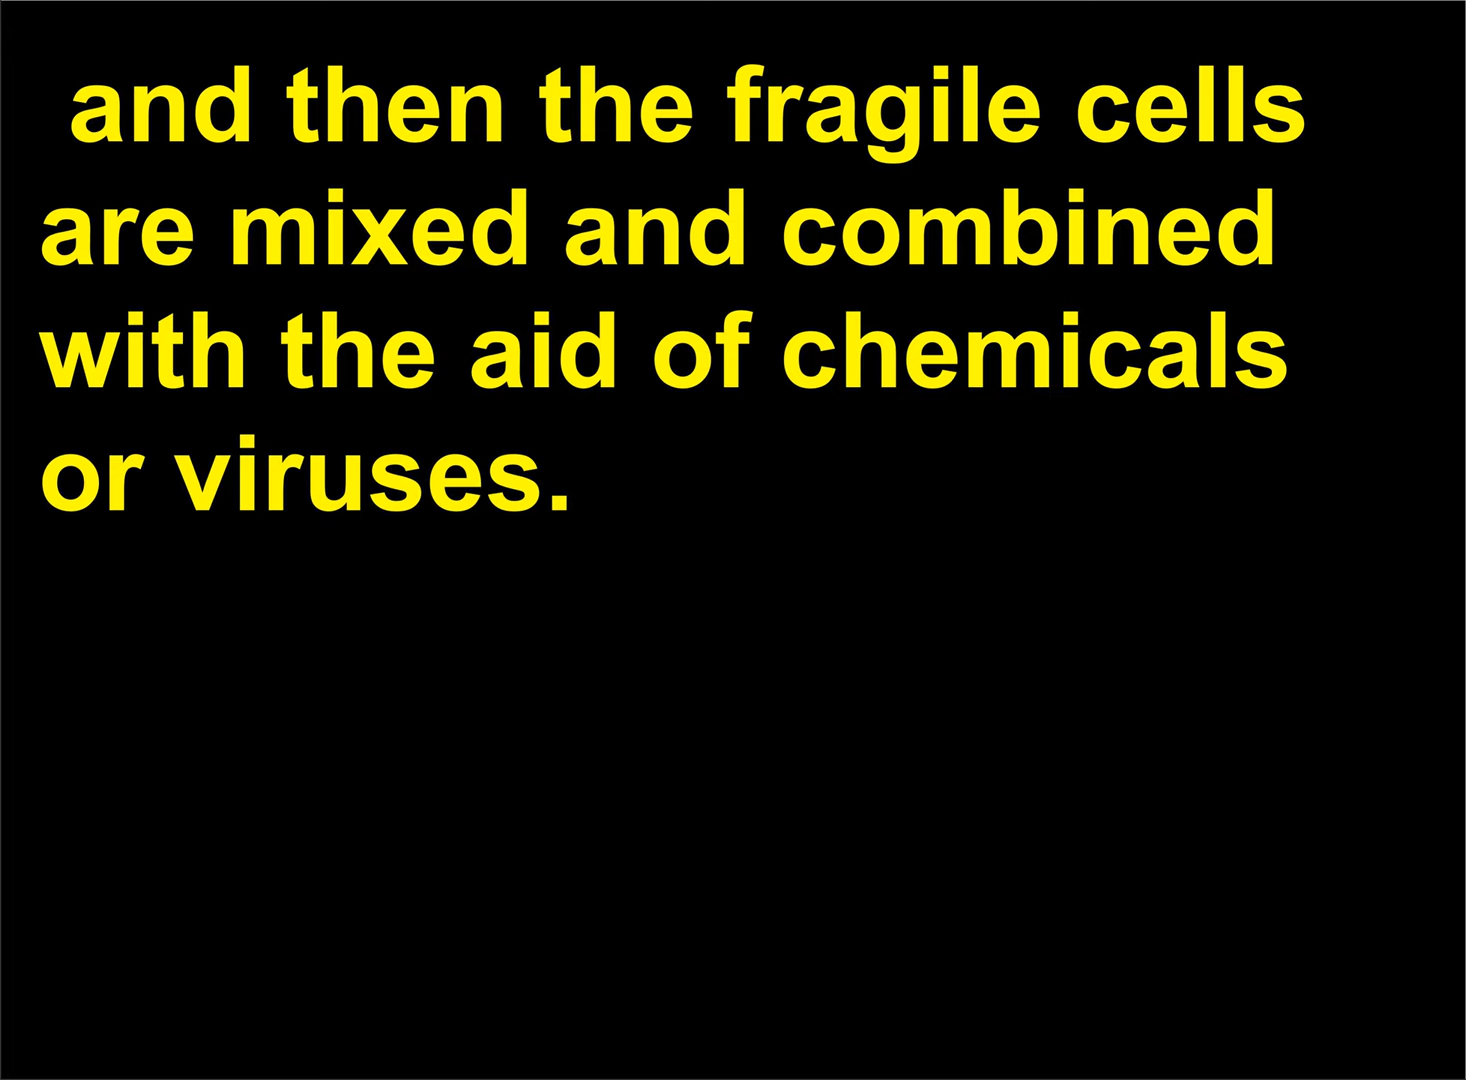 and then the fragile cells
are mixed and combined
with the aid of chemicals
or viruses.